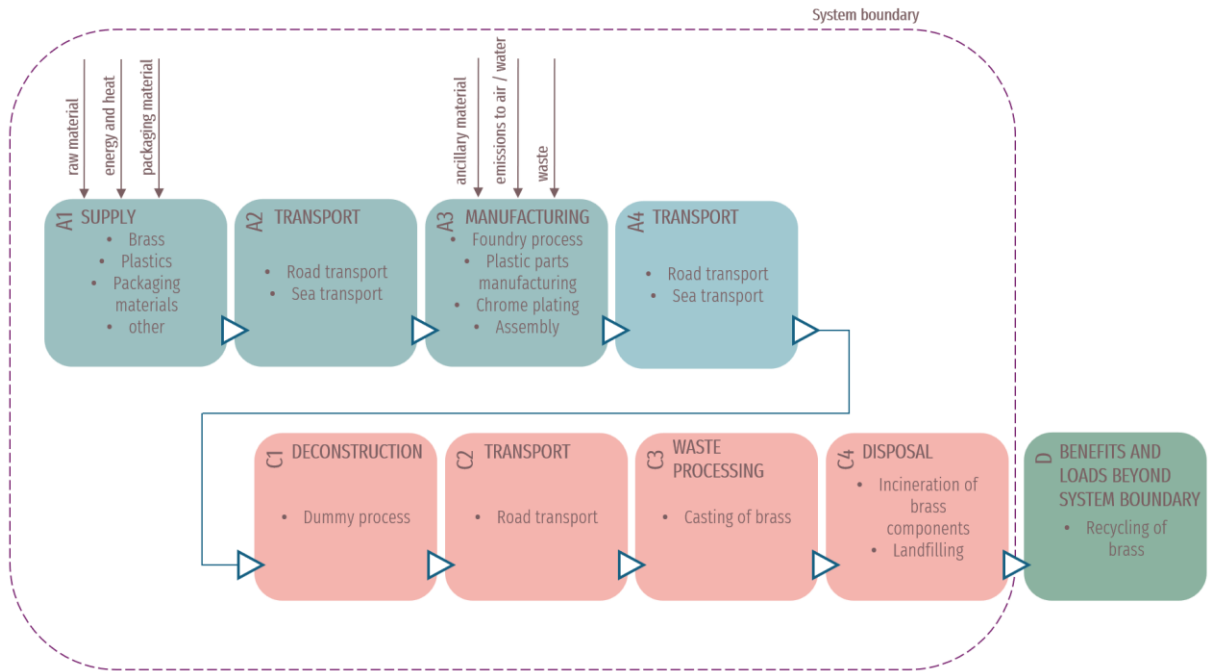 System boundary
raw material
energy and heat
packaging material
ancillary material
emissions to air / water
waste
A1 SUPPLY
• Brass
• Plastics
• Packaging
materials
• other
A2 TRANSPORT
• Road transport
• Sea transport
A3 MANUFACTURING
• Foundry process
• Plastic parts
manufacturing
• Chrome plating
• Assembly
A4 TRANSPORT
• Road transport
• Sea transport
C1 DECONSTRUCTION
• Dummy process
C2 TRANSPORT
• Road transport
C3 WASTE
PROCESSING
• Casting of brass
C4 DISPOSAL
• Incineration of
brass
components
• Landfilling
D BENEFITS AND
LOADS BEYOND
SYSTEM BOUNDARY
• Recycling of
brass